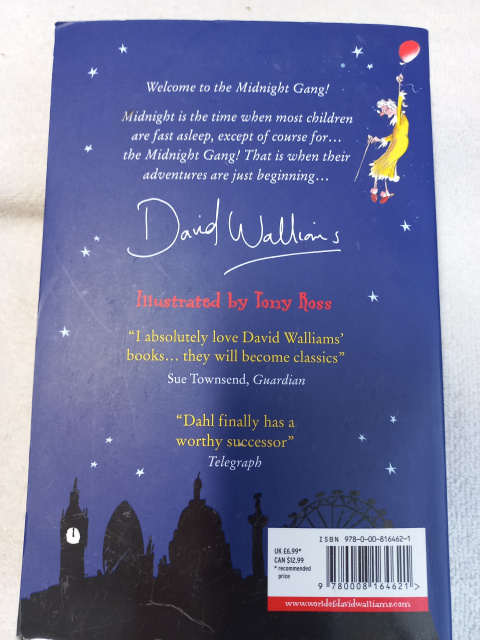 Welcome to the Midnight Gang!
Midnight is the time when most children
are fast asleep, except of course for...
the Midnight Gang! That is when their
adventures are just beginning...
David Walliams
Illustrated by Tony Ross
“I absolutely love David Walliams’
books... they will become classics”
Sue Townsend, Guardian
“Dahl finally has a
worthy successor”
Telegraph
ISBN 978-0-00-816462-1
UK £6.99*
CAN $12.99
* recommended
price
9 780008 164621 >
www.worldofdavidwalliams.com